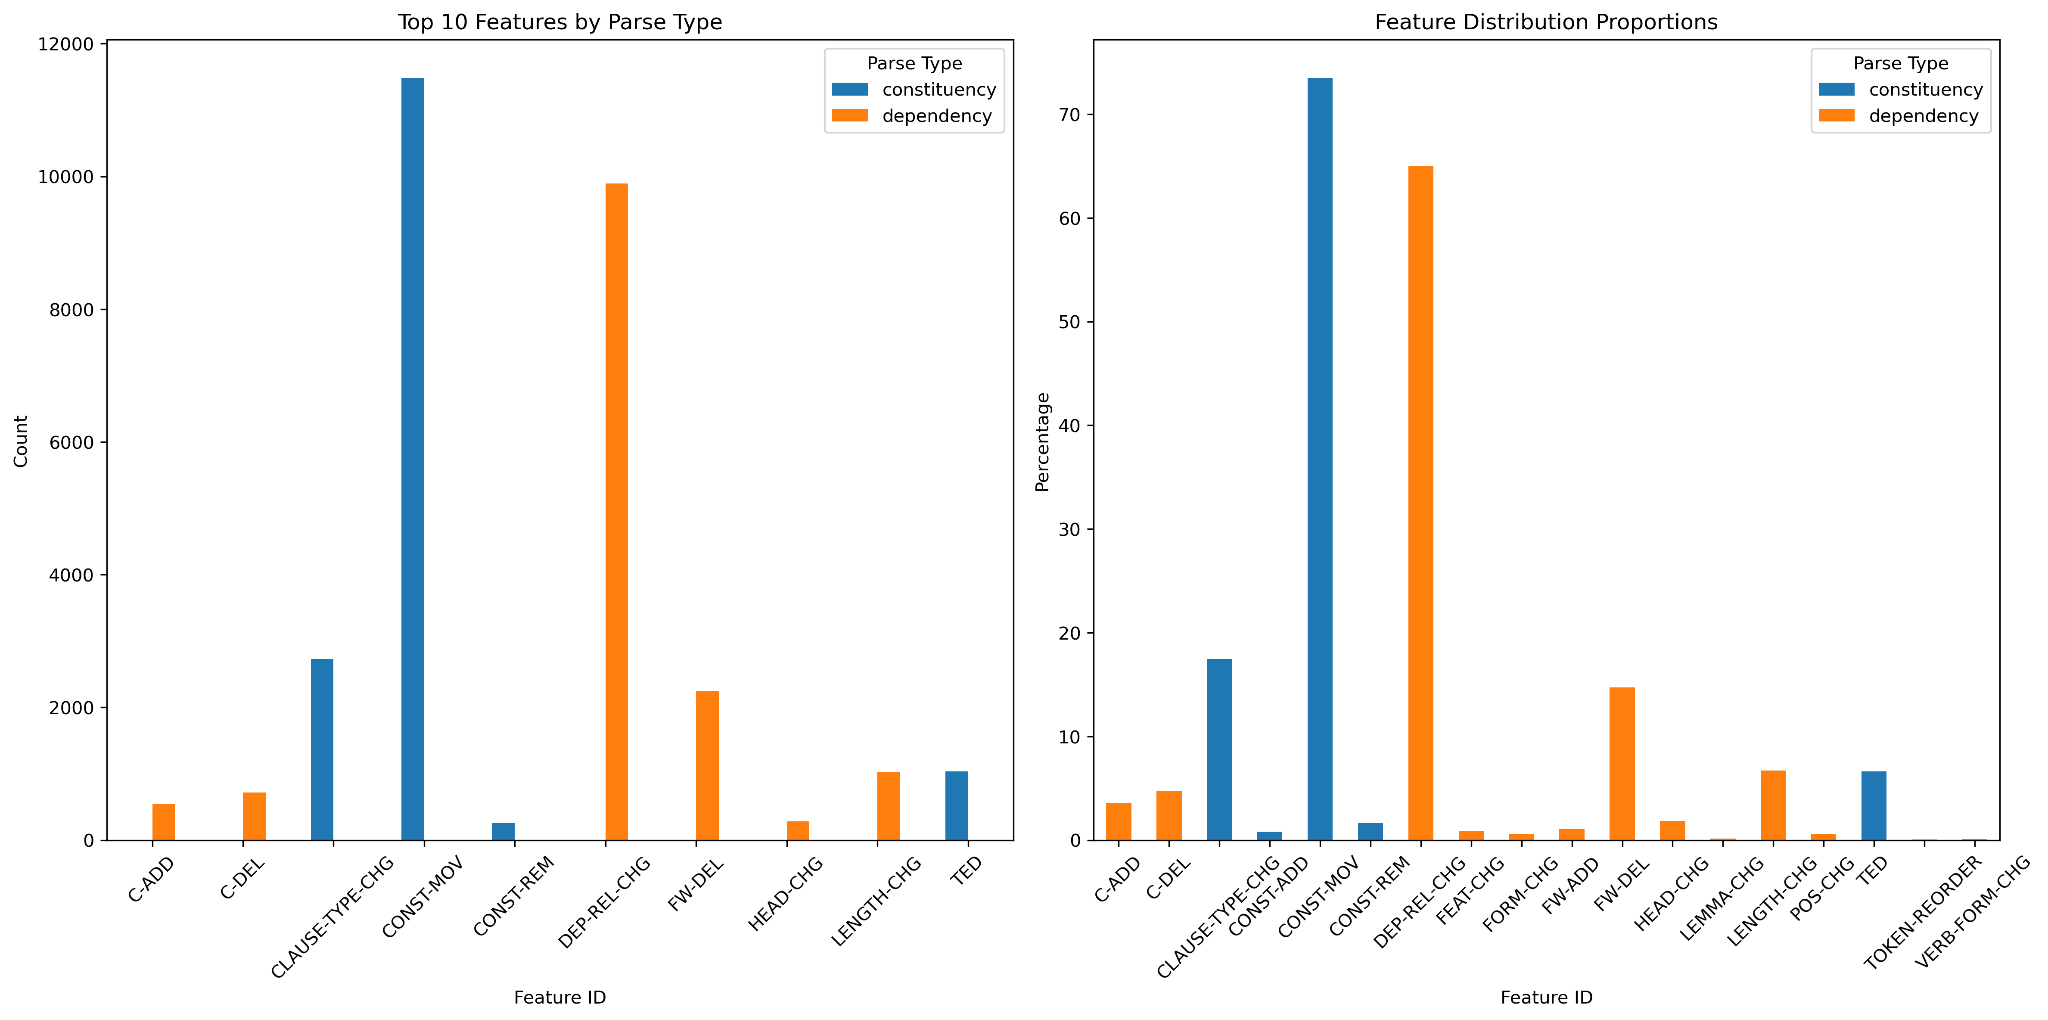 Top 10 Features by Parse Type
12000
10000
8000
6000
4000
2000
0
Count
Parse Type
constituency
dependency
C-ADD
C-DEL
CLAUSE-TYPE-CHG
CONST-MOV
CONST-REM
DEP-REL-CHG
FW-DEL
HEAD-CHG
LENGTH-CHG
TED
Feature ID
Feature Distribution Proportions
70
60
50
40
30
20
10
0
Percentage
Parse Type
constituency
dependency
C-ADD
C-DEL
CLAUSE-TYPE-CHG
CONST-ADD
CONST-MOV
CONST-REM
DEP-REL-CHG
FEAT-CHG
FORM-CHG
FW-ADD
FW-DEL
HEAD-CHG
LEMMA-CHG
LENGTH-CHG
POS-CHG
TED
TOKEN-REORDER
VERB-FORM-CHG
Feature ID